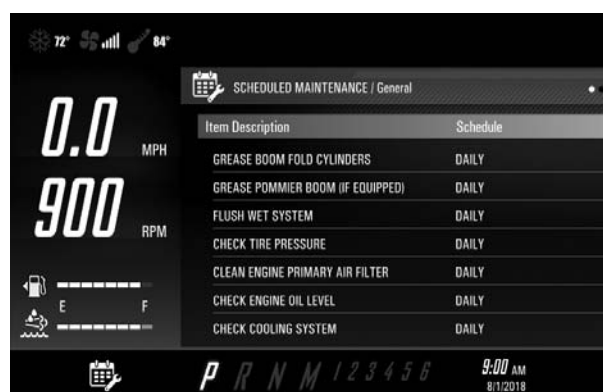 72° 84°
SCHEDULED MAINTENANCE / General
0.0 MPH
Item Description Schedule
GREASE BOOM FOLD CYLINDERS DAILY
GREASE POMMIER BOOM (IF EQUIPPED) DAILY
900 RPM
FLUSH WET SYSTEM DAILY
CHECK TIRE PRESSURE DAILY
CLEAN ENGINE PRIMARY AIR FILTER DAILY
CHECK ENGINE OIL LEVEL DAILY
CHECK COOLING SYSTEM DAILY
E F
P R N M 1 2 3 4 5 6
9:00 AM
8/1/2018